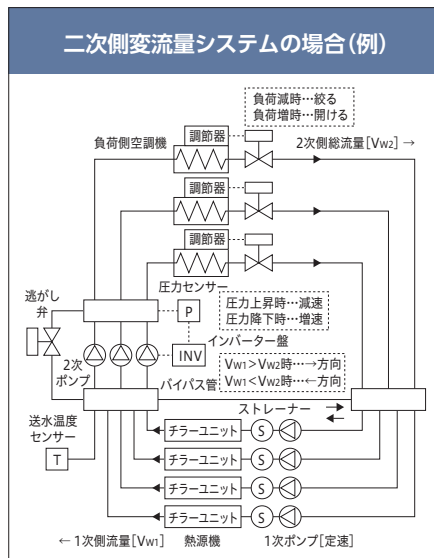 二次側変流量システムの場合(例)
負荷減時…絞る
負荷増時…開ける
調節器
負荷側空調機
2次側総流量[VW2] →
調節器
調節器
圧力センサー
逃がし
弁
P
圧力上昇時…減速
圧力降下時…増速
INV
インバーター盤
2次
ポンプ
VW1>VW2時…→方向
VW1<VW2時…←方向
バイパス管
ストレーナー
送水温度
センサー
T
チラーユニット
S
チラーユニット
S
チラーユニット
S
チラーユニット
S
← 1次側流量[VW1]
熱源機
1次ポンプ[定速]